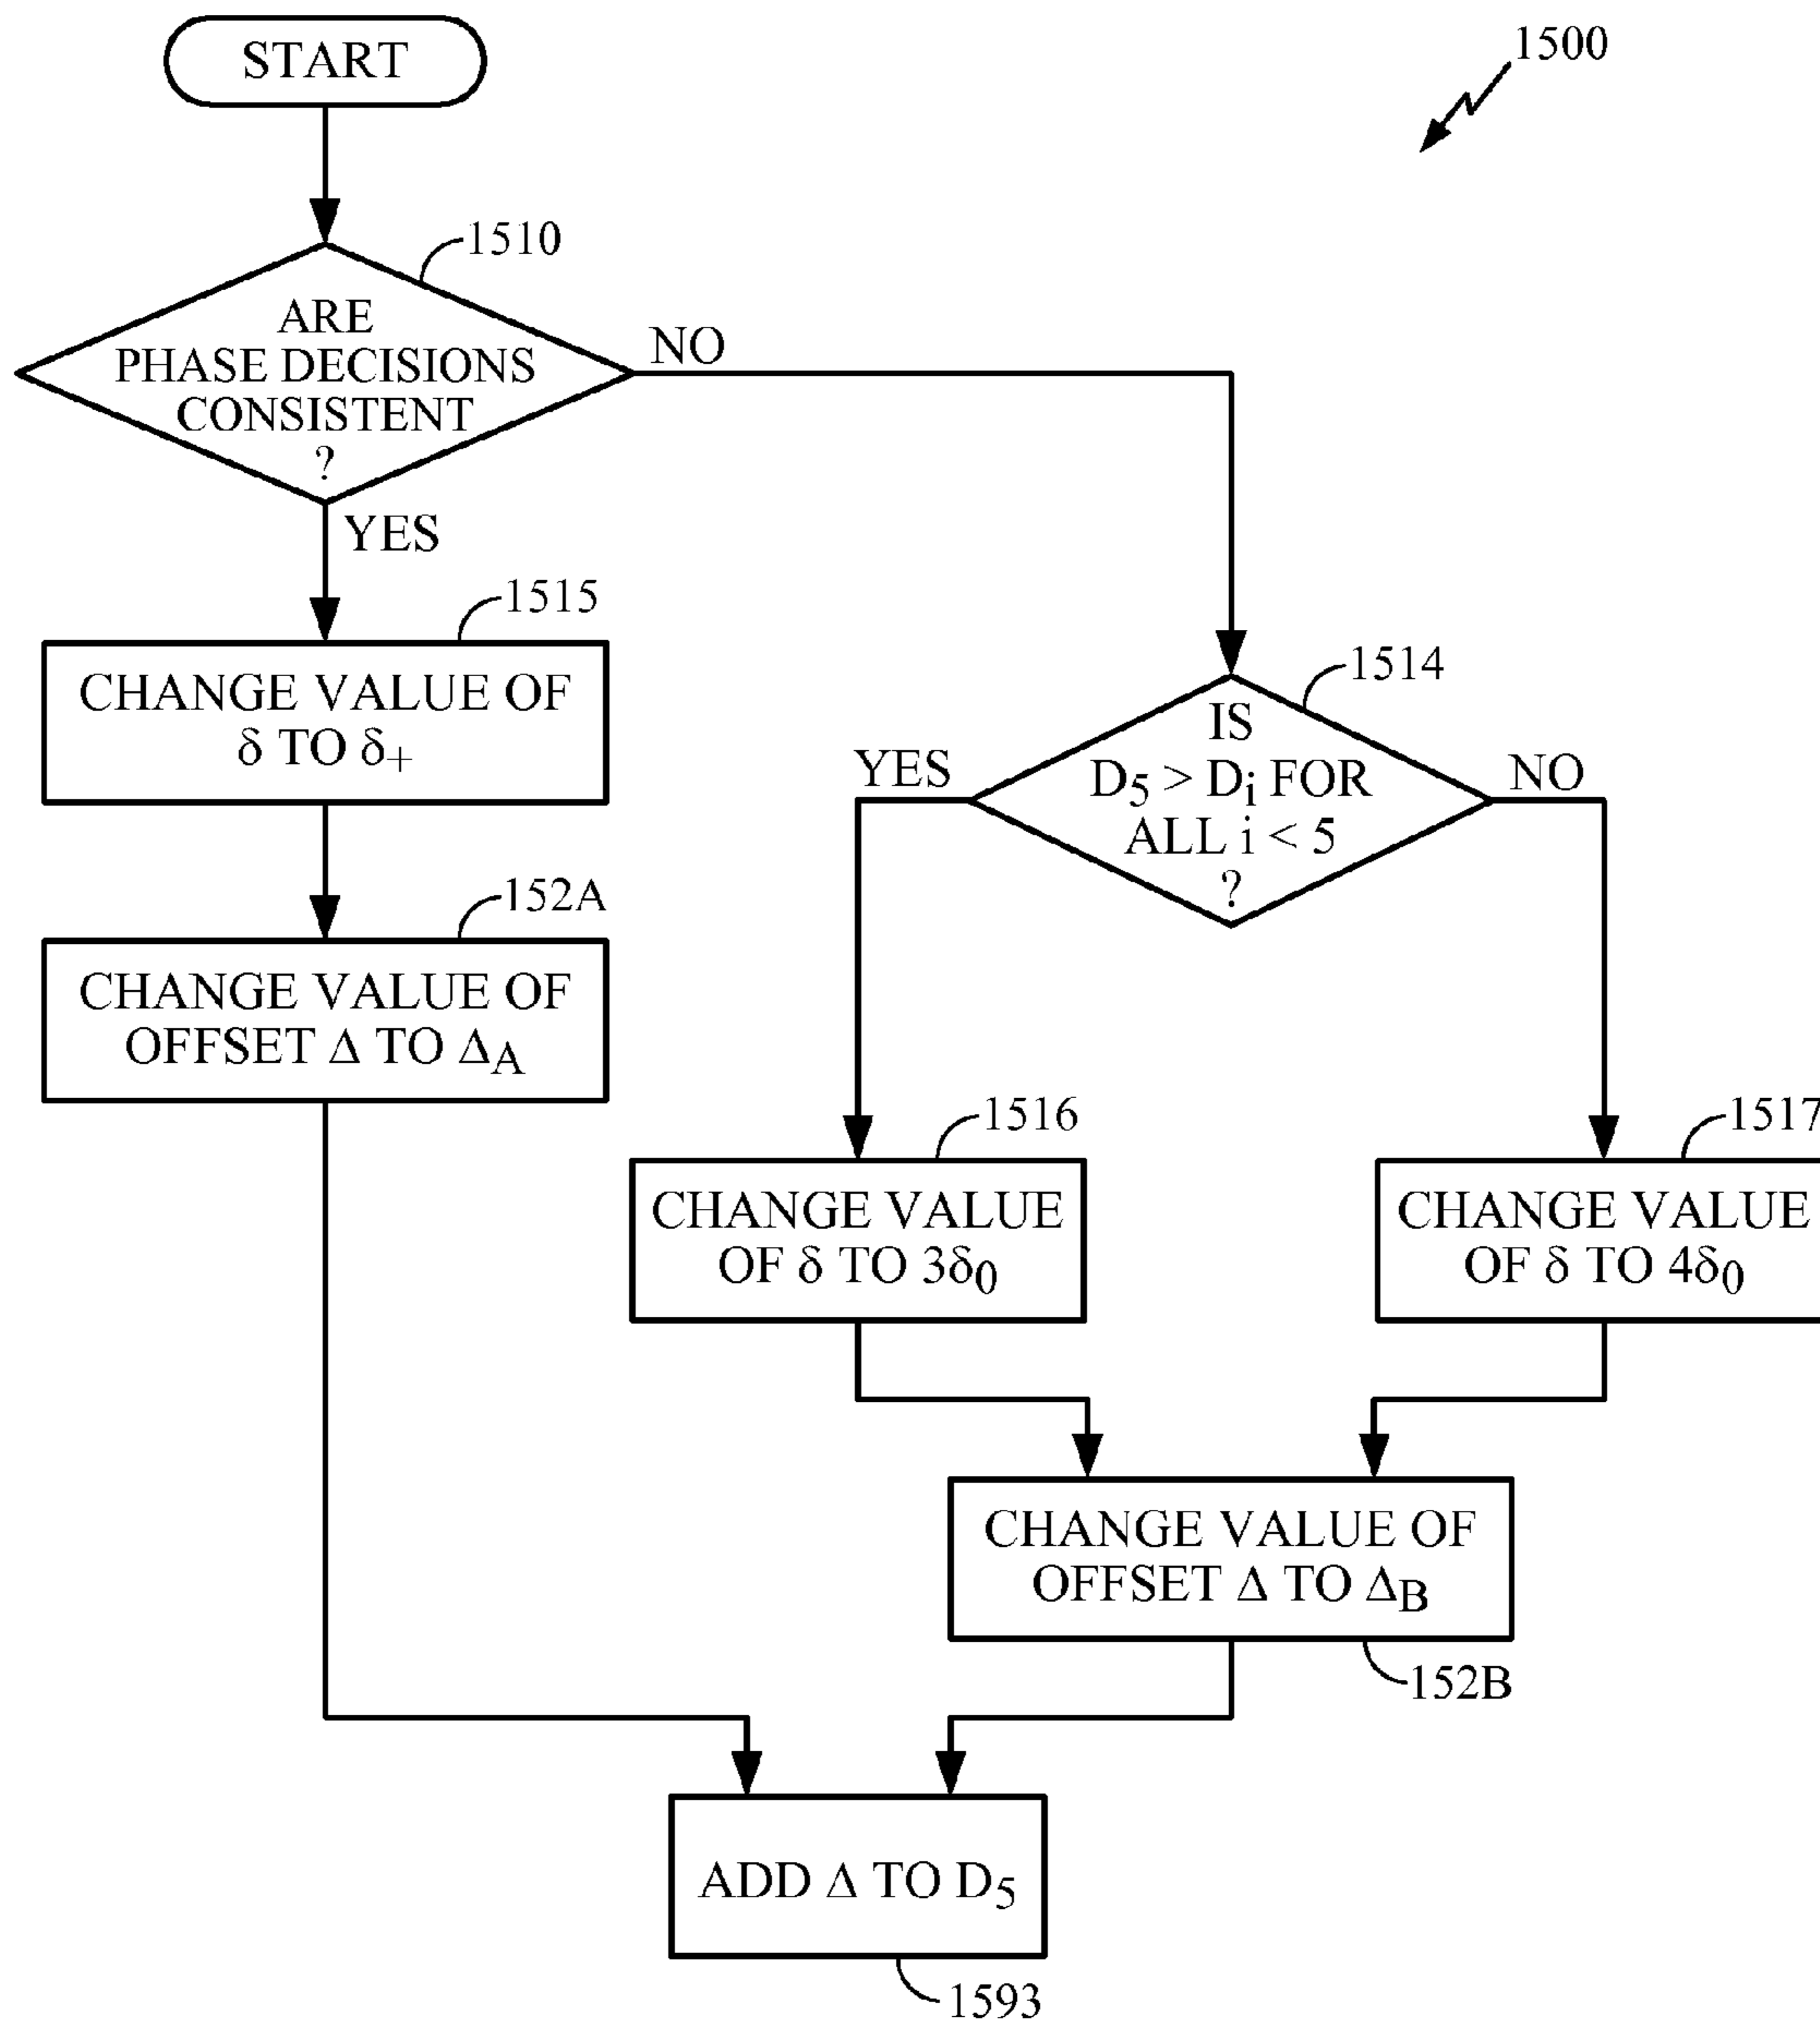 START
1500
1510
ARE
PHASE DECISIONS
CONSISTENT
?
NO
YES
1515
CHANGE VALUE OF
δ TO δ₊
1514
IS
D₅ > Dᵢ FOR
ALL i < 5
?
YES
NO
152A
CHANGE VALUE OF
OFFSET Δ TO Δ_A
1516
CHANGE VALUE
OF δ TO 3δ₀
1517
CHANGE VALUE
OF δ TO 4δ₀
CHANGE VALUE OF
OFFSET Δ TO Δ_B
152B
ADD Δ TO D₅
1593